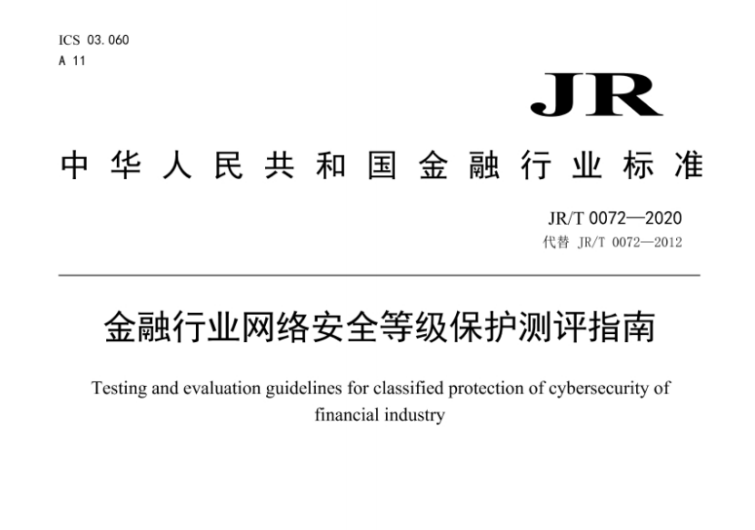 ICS 03.060
A 11
JR
中华人民共和国金融行业标准
JR/T 0072—2020
代替 JR/T 0072—2012
金融行业网络安全等级保护测评指南
Testing and evaluation guidelines for classified protection of cybersecurity of
financial industry